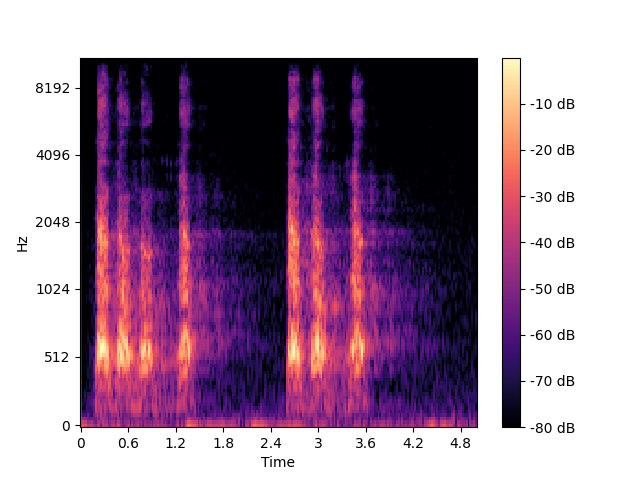 8192
4096
2048
1024
512
0
Hz
0 0.6 1.2 1.8 2.4 3 3.6 4.2 4.8
Time
-10 dB
-20 dB
-30 dB
-40 dB
-50 dB
-60 dB
-70 dB
-80 dB